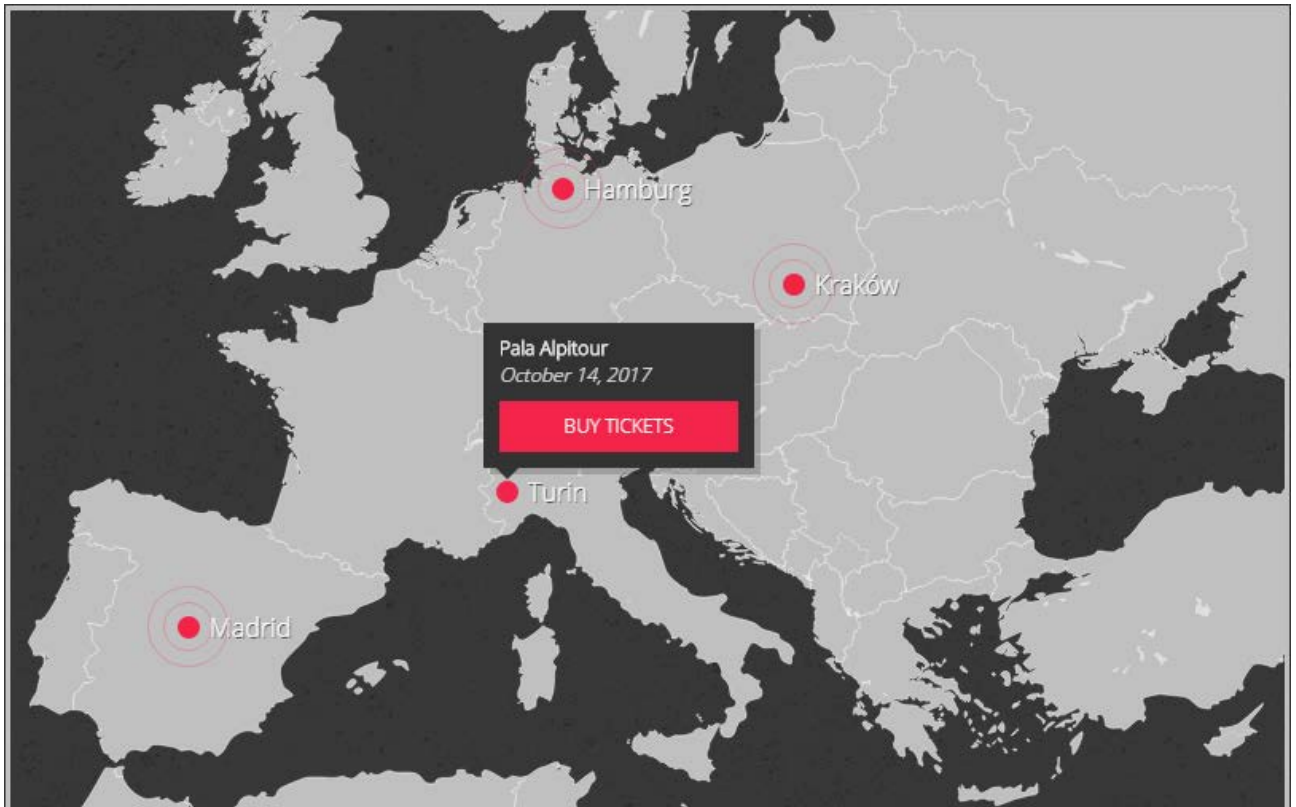 Hamburg
Kraków
Pala Alpitour
October 14, 2017
BUY TICKETS
Turin
Madrid